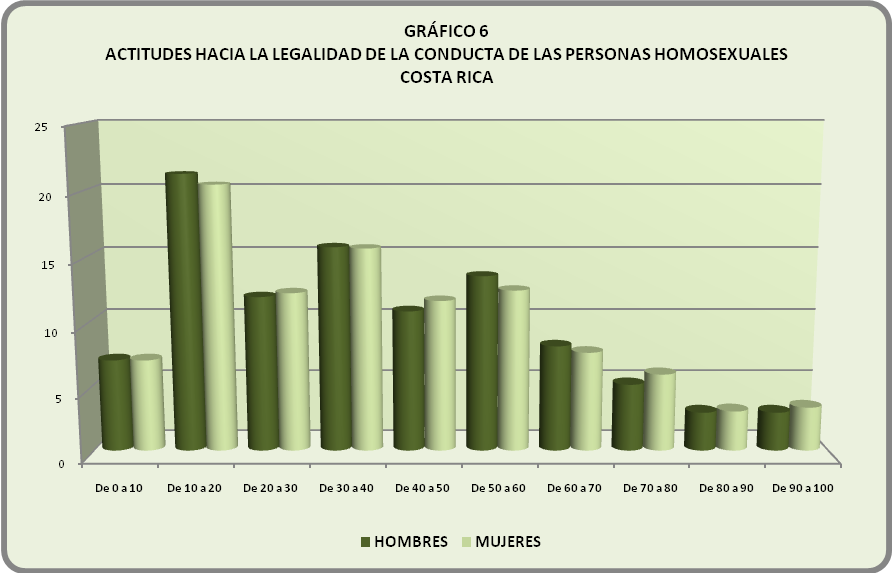 GRÁFICO 6
ACTITUDES HACIA LA LEGALIDAD DE LA CONDUCTA DE LAS PERSONAS HOMOSEXUALES
COSTA RICA
25
20
15
10
5
0
De 0 a 10 De 10 a 20 De 20 a 30 De 30 a 40 De 40 a 50 De 50 a 60 De 60 a 70 De 70 a 80 De 80 a 90 De 90 a 100
HOMBRES MUJERES